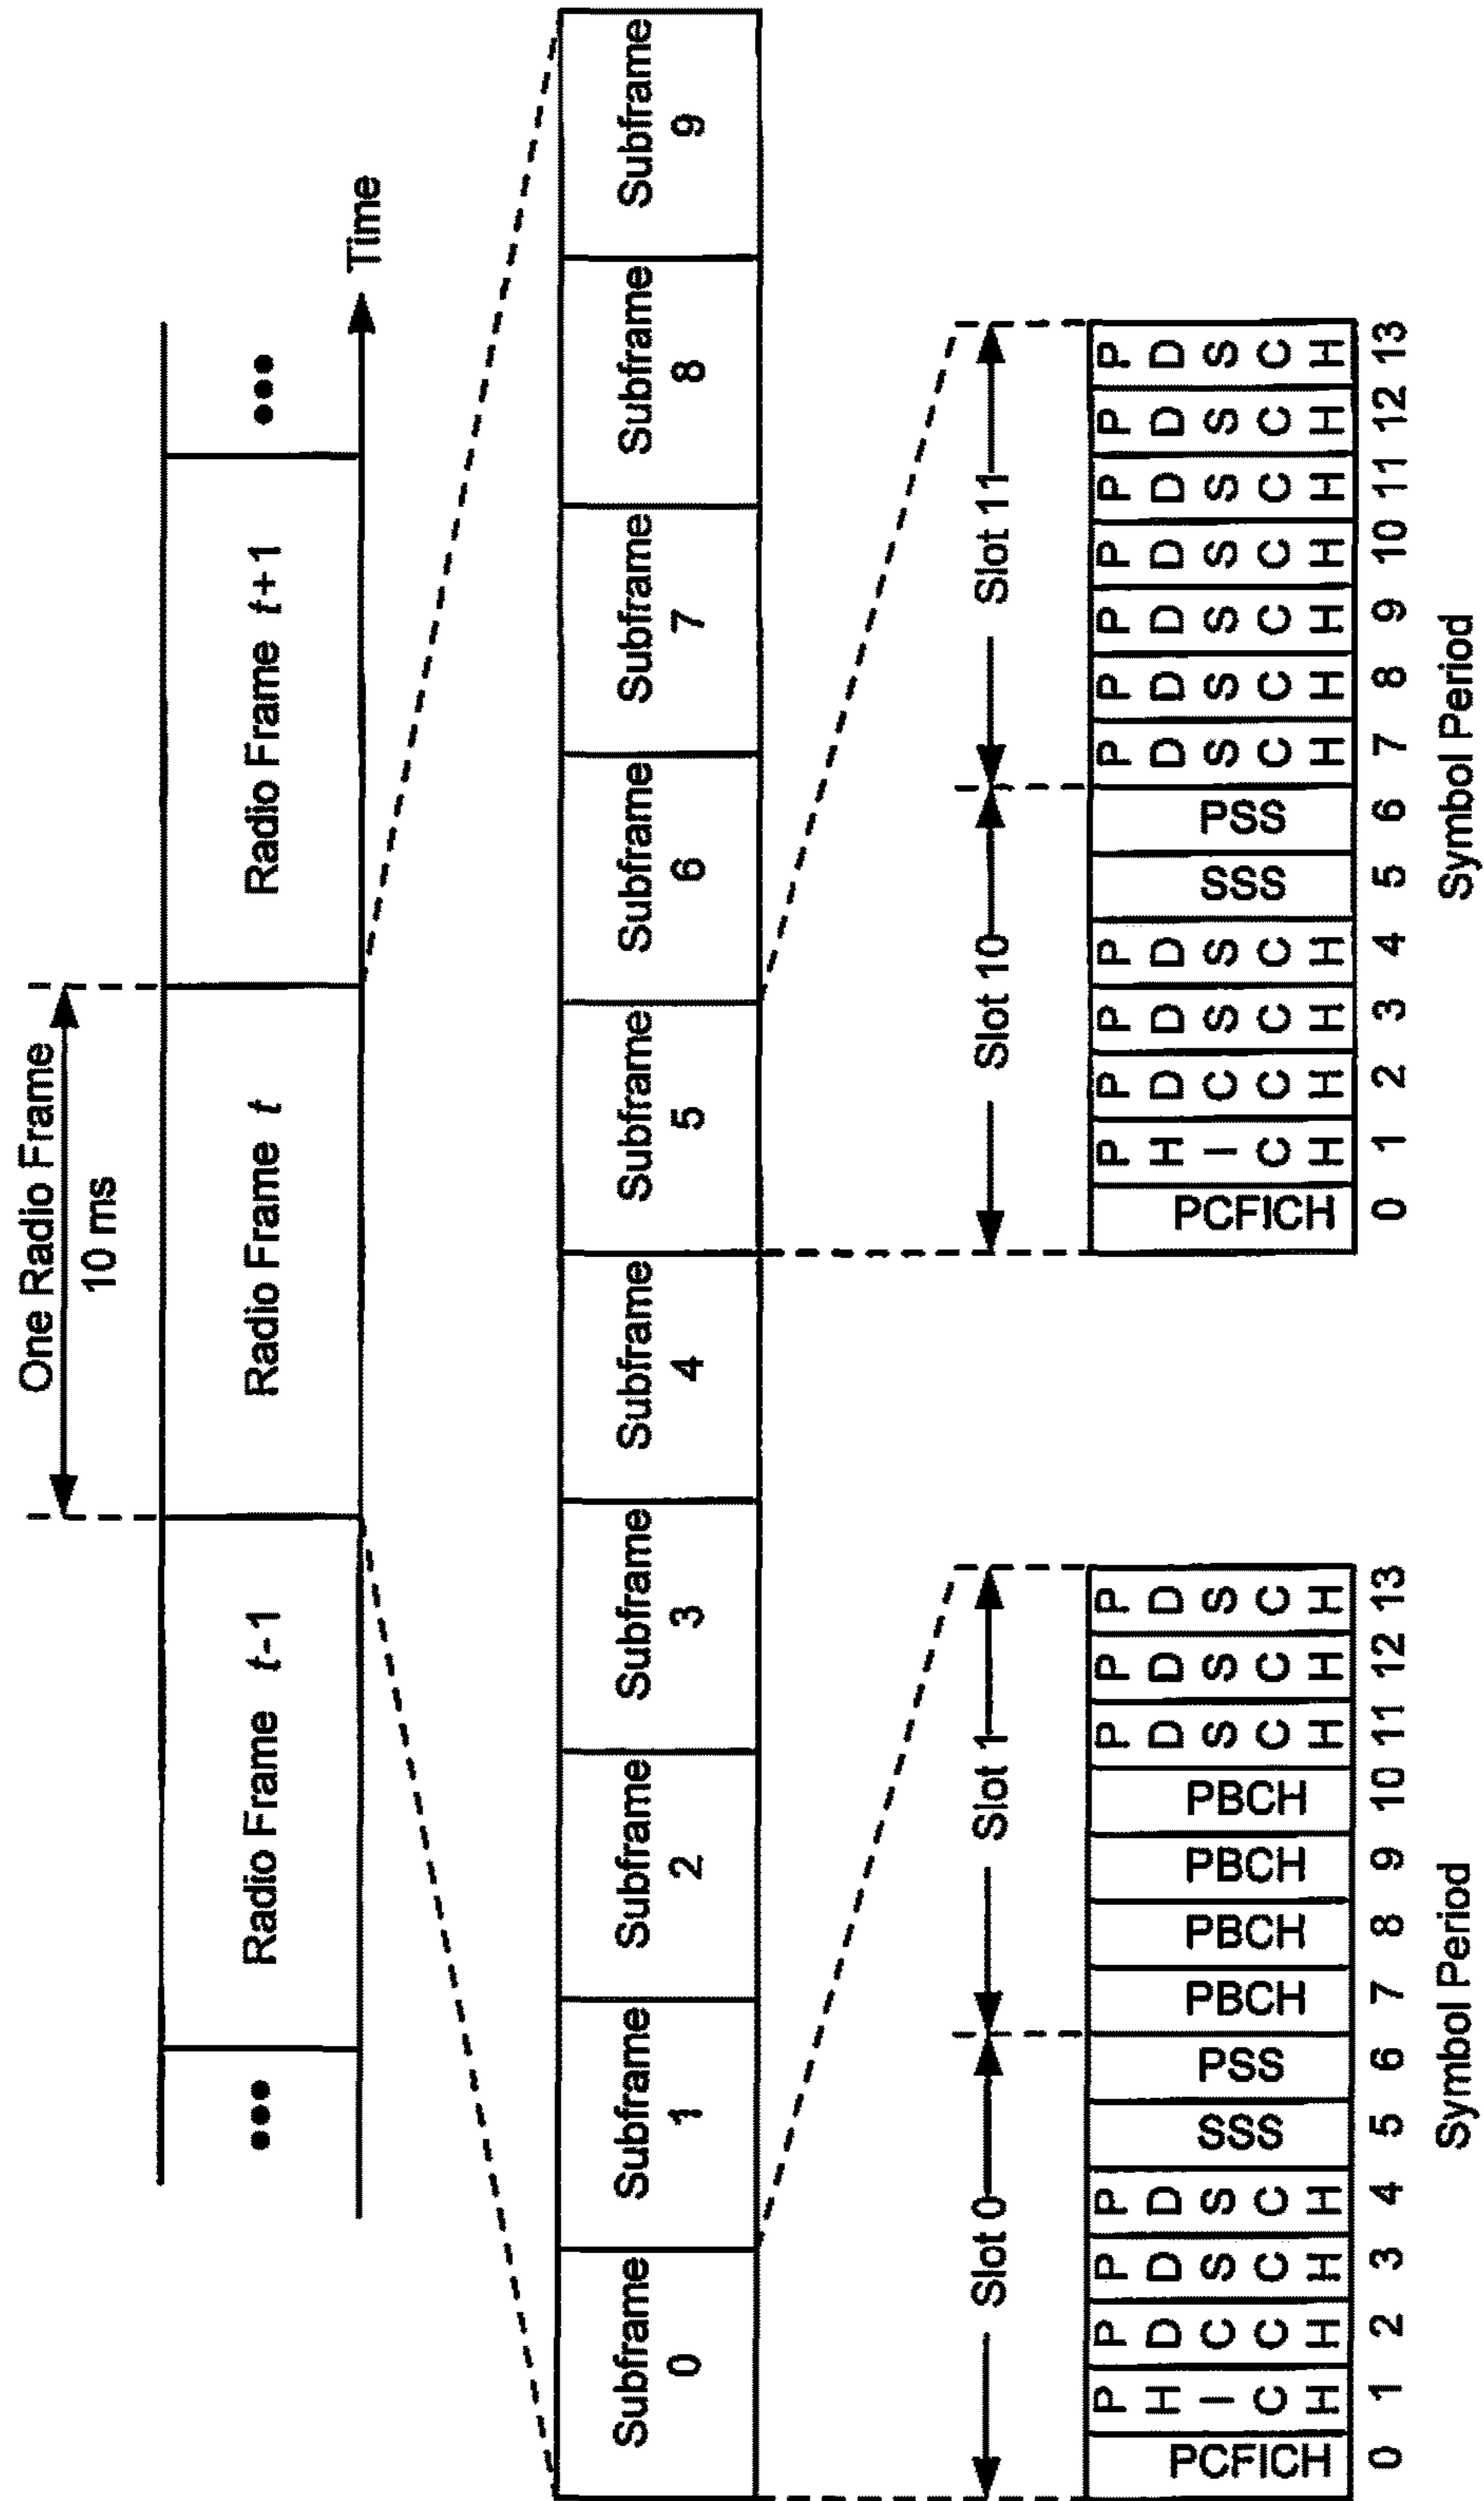 One Radio Frame
10 ms
••• Radio Frame t-1 Radio Frame t Radio Frame t+1 •••
Time
Subframe 0
Subframe 1
Subframe 2
Subframe 3
Subframe 4
Subframe 5
Subframe 6
Subframe 7
Subframe 8
Subframe 9
Slot 0 Slot 1
PCFICH PHICH PDCCH PDSCH PDSCH SSS PSS PBCH PBCH PBCH PBCH PDSCH PDSCH PDSCH
0 1 2 3 4 5 6 7 8 9 10 11 12 13
Symbol Period
Slot 10 Slot 11
PCFICH PHICH PDCCH PDSCH PDSCH SSS PSS PDSCH PDSCH PDSCH PDSCH PDSCH PDSCH PDSCH
0 1 2 3 4 5 6 7 8 9 10 11 12 13
Symbol Period